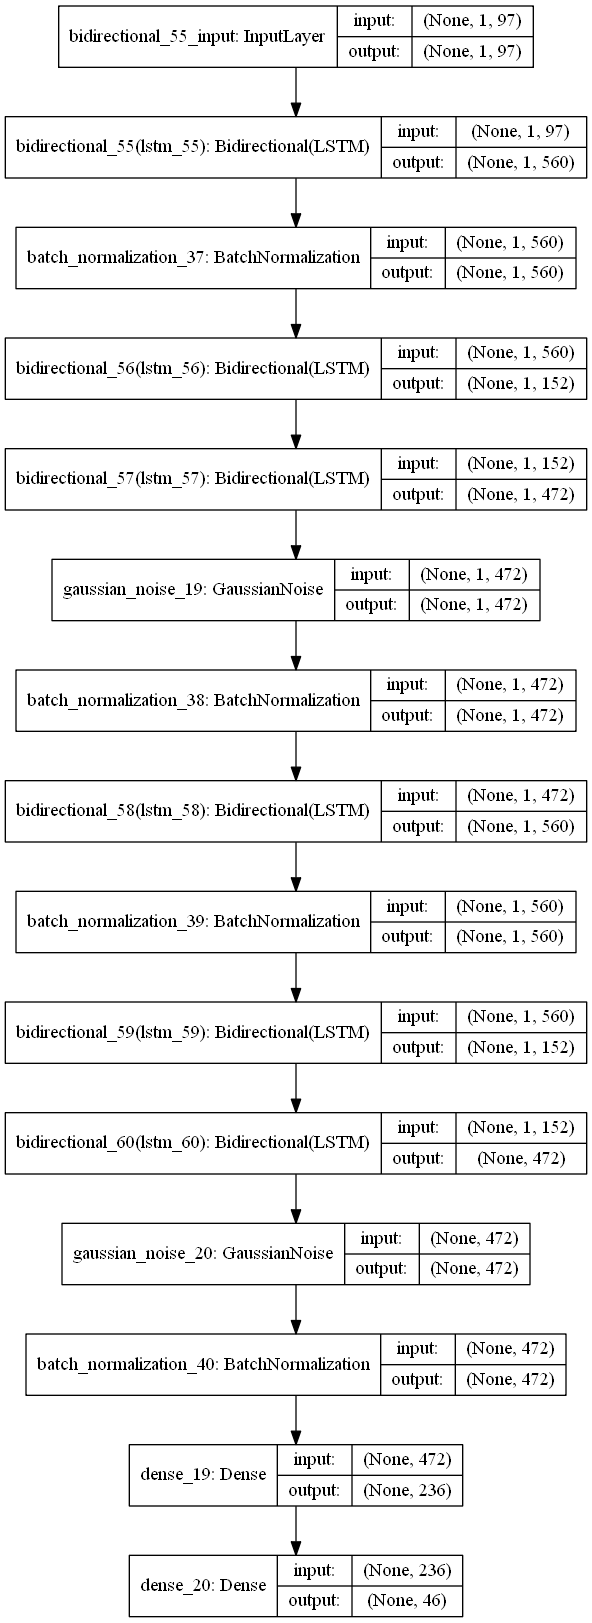 bidirectional_55_input: InputLayer
input: (None, 1, 97)
output: (None, 1, 97)
bidirectional_55(lstm_55): Bidirectional(LSTM)
input: (None, 1, 97)
output: (None, 1, 560)
batch_normalization_37: BatchNormalization
input: (None, 1, 560)
output: (None, 1, 560)
bidirectional_56(lstm_56): Bidirectional(LSTM)
input: (None, 1, 560)
output: (None, 1, 152)
bidirectional_57(lstm_57): Bidirectional(LSTM)
input: (None, 1, 152)
output: (None, 1, 472)
gaussian_noise_19: GaussianNoise
input: (None, 1, 472)
output: (None, 1, 472)
batch_normalization_38: BatchNormalization
input: (None, 1, 472)
output: (None, 1, 472)
bidirectional_58(lstm_58): Bidirectional(LSTM)
input: (None, 1, 472)
output: (None, 1, 560)
batch_normalization_39: BatchNormalization
input: (None, 1, 560)
output: (None, 1, 560)
bidirectional_59(lstm_59): Bidirectional(LSTM)
input: (None, 1, 560)
output: (None, 1, 152)
bidirectional_60(lstm_60): Bidirectional(LSTM)
input: (None, 1, 152)
output: (None, 472)
gaussian_noise_20: GaussianNoise
input: (None, 472)
output: (None, 472)
batch_normalization_40: BatchNormalization
input: (None, 472)
output: (None, 472)
dense_19: Dense
input: (None, 472)
output: (None, 236)
dense_20: Dense
input: (None, 236)
output: (None, 46)